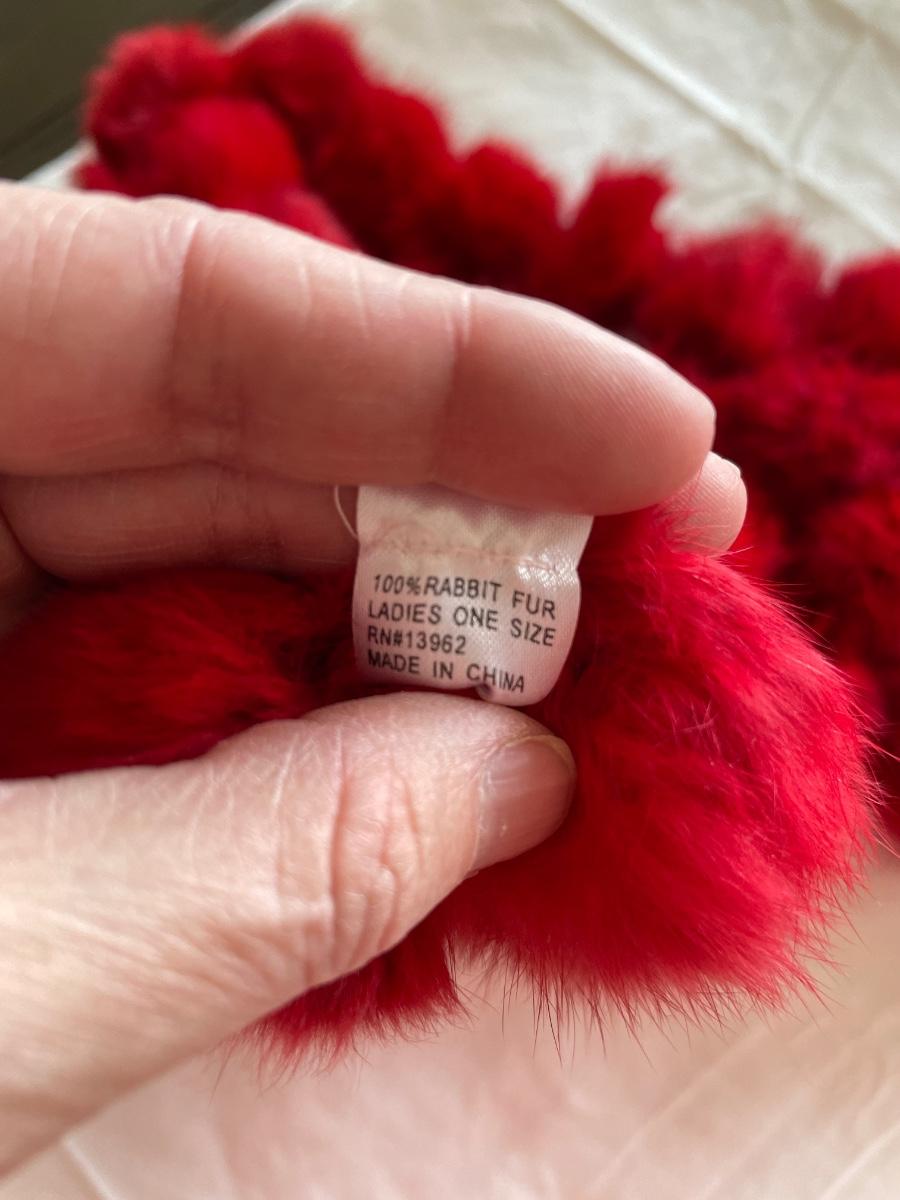 100%RABBIT FUR
LADIES ONE SIZE
RN#13962
MADE IN CHINA